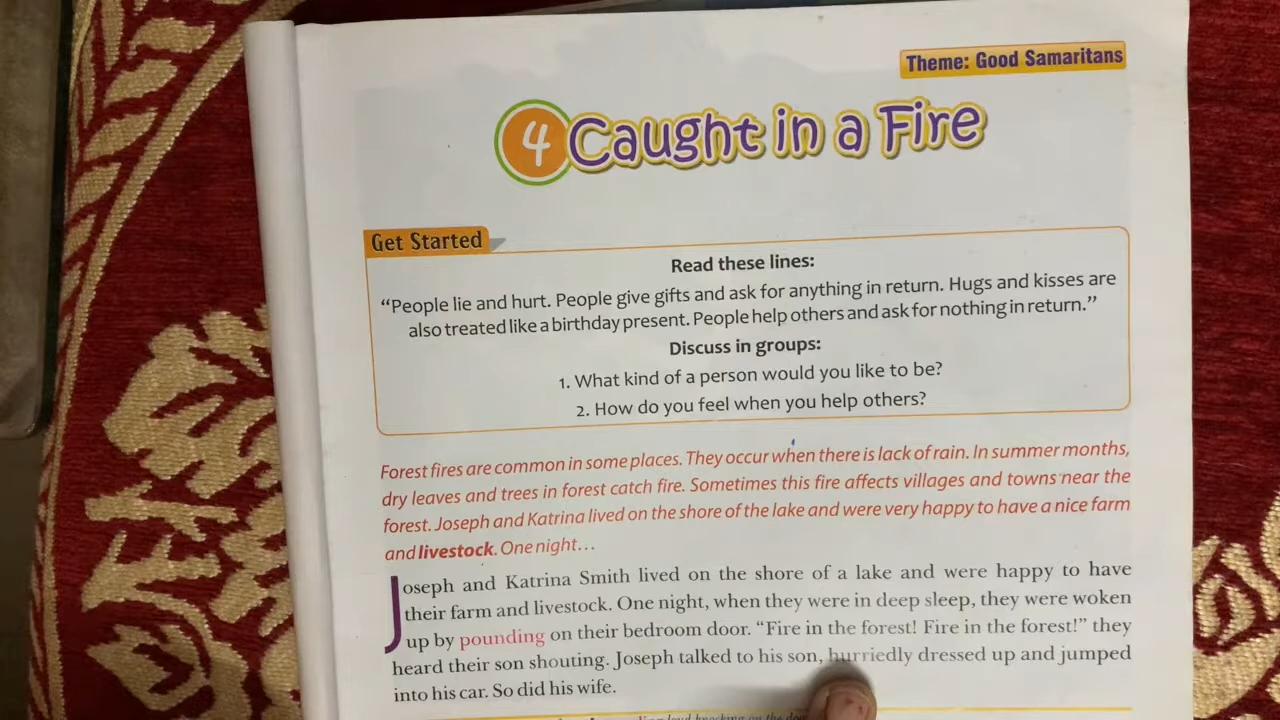 Theme: Good Samaritans
4 Caught in a Fire
Get Started
Read these lines:
“People lie and hurt. People give gifts and ask for anything in return. Hugs and kisses are
also treated like a birthday present. People help others and ask for nothing in return.”
Discuss in groups:
1. What kind of a person would you like to be?
2. How do you feel when you help others?
Forest fires are common in some places. They occur when there is lack of rain. In summer months,
dry leaves and trees in forest catch fire. Sometimes this fire affects villages and towns near the
forest. Joseph and Katrina lived on the shore of the lake and were very happy to have a nice farm
and livestock. One night...
Joseph and Katrina Smith lived on the shore of a lake and were happy to have
their farm and livestock. One night, when they were in deep sleep, they were woken
up by pounding on their bedroom door. “Fire in the forest! Fire in the forest!” they
heard their son shouting. Joseph talked to his son, hurriedly dressed up and jumped
into his car. So did his wife.
loud knocking on the